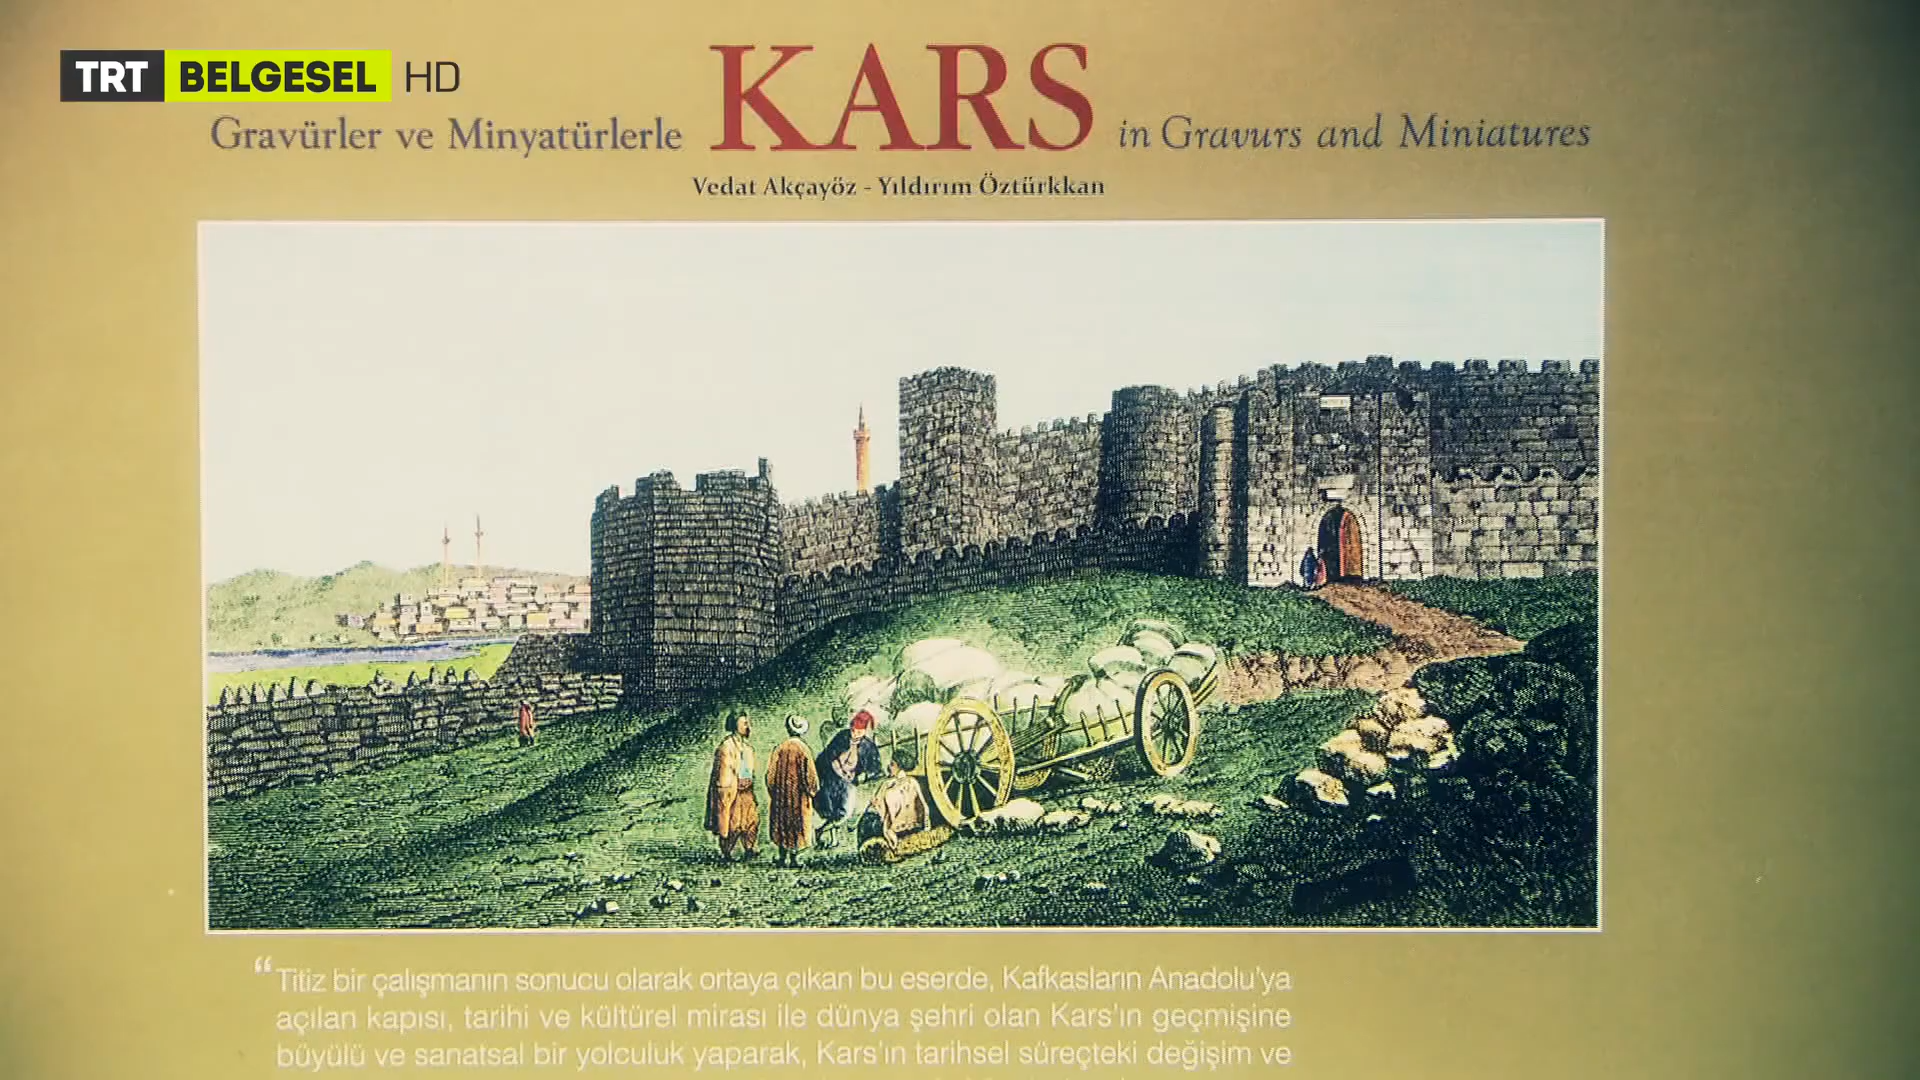 TRT BELGESEL HD
KARS
Gravürler ve Minyatürlerle
in Gravurs and Miniatures
Vedat Akçayöz - Yıldırım Öztürkkan
“Titiz bir çalışmanın sonucu olarak ortaya çıkan bu eserde, Kafkasların Anadolu'ya
açılan kapısı, tarihi ve kültürel mirası ile dünya şehri olan Kars'ın geçmişine
büyülü ve sanatsal bir yolculuk yaparak, Kars'ın tarihsel süreçteki değişim ve